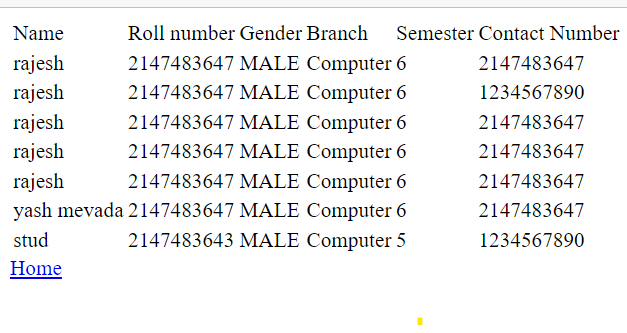 Name Roll number Gender Branch Semester Contact Number
rajesh 2147483647 MALE Computer 6 2147483647
rajesh 2147483647 MALE Computer 6 1234567890
rajesh 2147483647 MALE Computer 6 2147483647
rajesh 2147483647 MALE Computer 6 2147483647
rajesh 2147483647 MALE Computer 6 2147483647
yash mevada 2147483647 MALE Computer 6 2147483647
stud 2147483643 MALE Computer 5 1234567890
Home